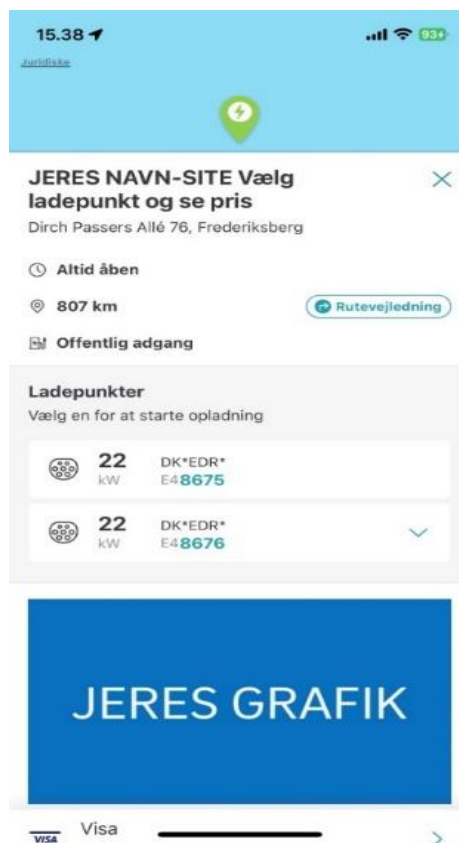 15.38
93+
Juridiske
JERES NAVN-SITE Vælg
ladepunkt og se pris
Dirch Passers Allé 76, Frederiksberg
Altid åben
807 km
Rutevejledning
Offentlig adgang
Ladepunkter
Vælg en for at starte opladning
22 DK*EDR*
kW E48675
22 DK*EDR*
kW E48676
JERES GRAFIK
VISA Visa